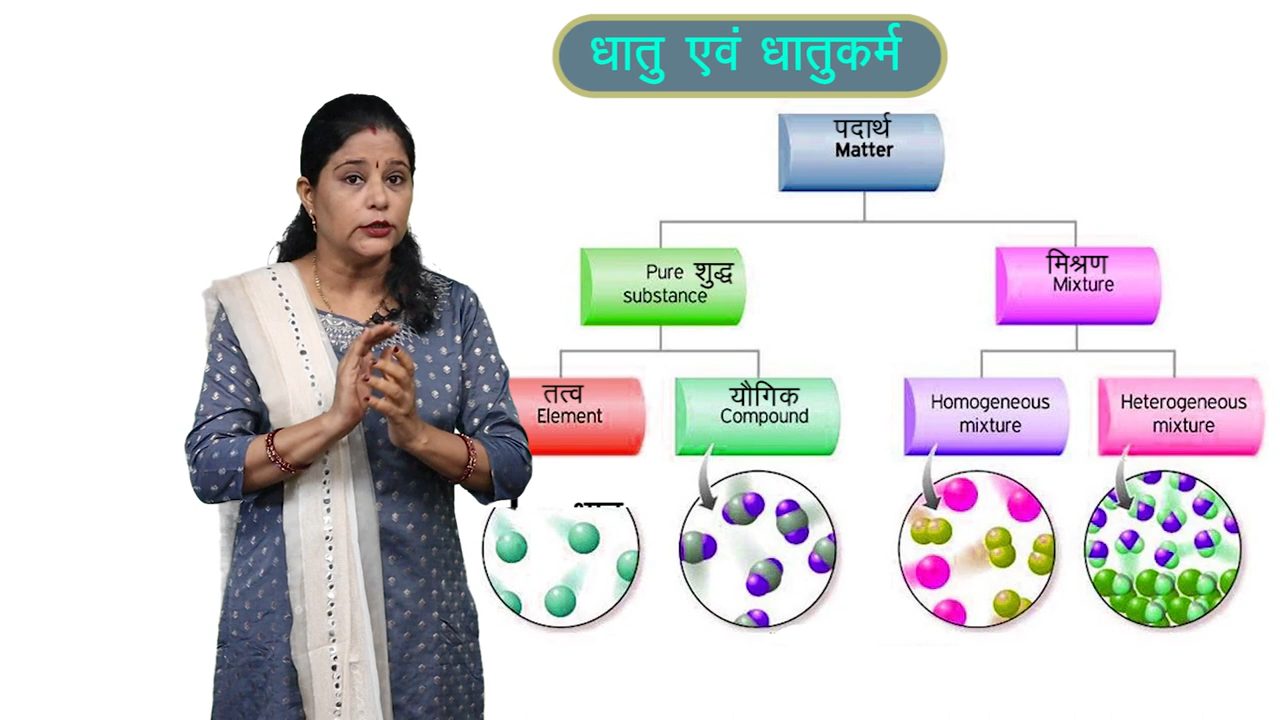 धातु एवं धातुकर्म
पदार्थ
Matter
Pure शुद्ध
substance
मिश्रण
Mixture
तत्व
Element
यौगिक
Compound
Homogeneous
mixture
Heterogeneous
mixture